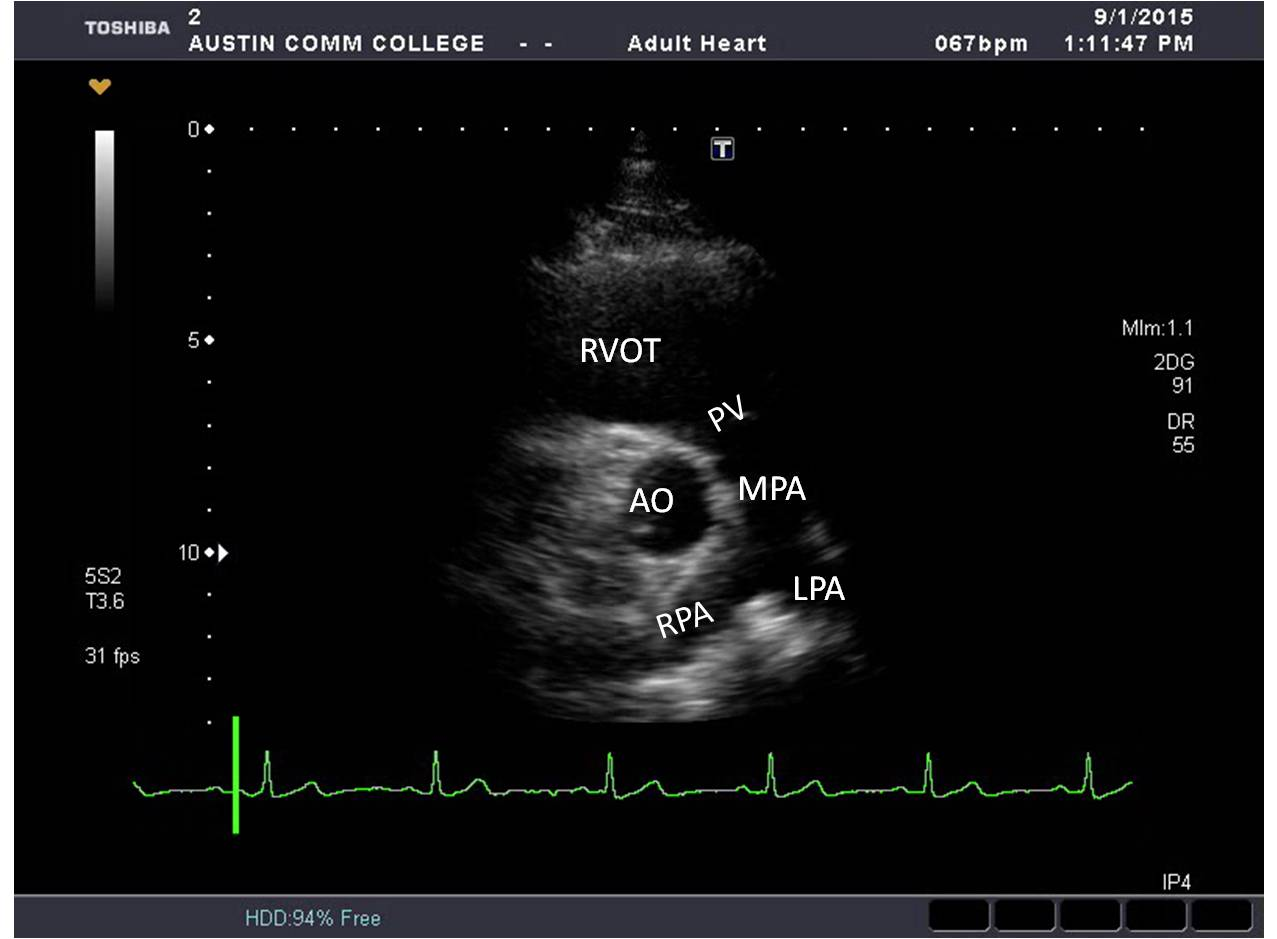 TOSHIBA
2
AUSTIN COMM COLLEGE - - Adult Heart
9/1/2015
067bpm 1:11:47 PM
0
T
5
10
RVOT
PV
AO
MPA
LPA
RPA
MIm:1.1
2DG
91
DR
55
5S2
T3.6
31 fps
IP4
HDD:94% Free